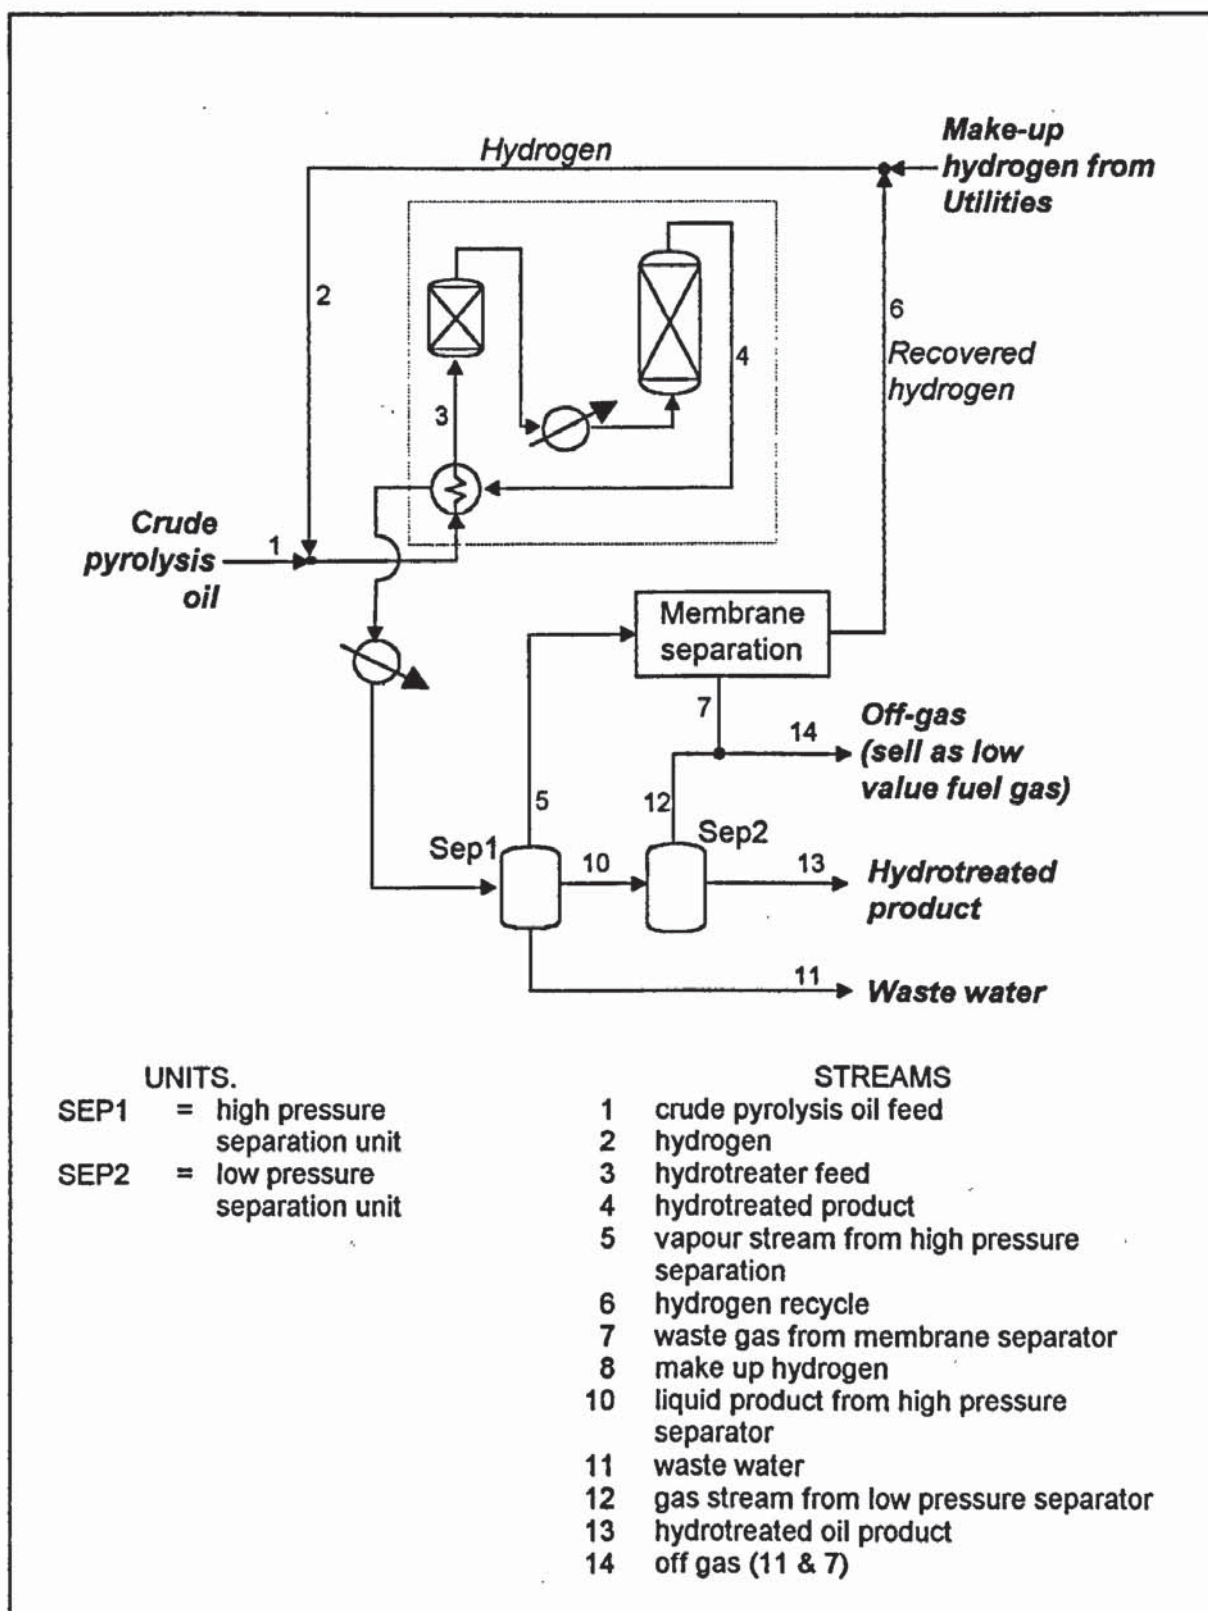 Hydrogen
Make-up
hydrogen from
Utilities
2
3
4
6
Recovered
hydrogen
Crude
pyrolysis
oil
1
Membrane
separation
7
Off-gas
(sell as low
value fuel gas)
14
5
12
Sep1
Sep2
10
13
Hydrotreated
product
11
Waste water
UNITS.
SEP1 = high pressure
separation unit
SEP2 = low pressure
separation unit
STREAMS
1 crude pyrolysis oil feed
2 hydrogen
3 hydrotreater feed
4 hydrotreated product
5 vapour stream from high pressure
separation
6 hydrogen recycle
7 waste gas from membrane separator
8 make up hydrogen
10 liquid product from high pressure
separator
11 waste water
12 gas stream from low pressure separator
13 hydrotreated oil product
14 off gas (11 & 7)